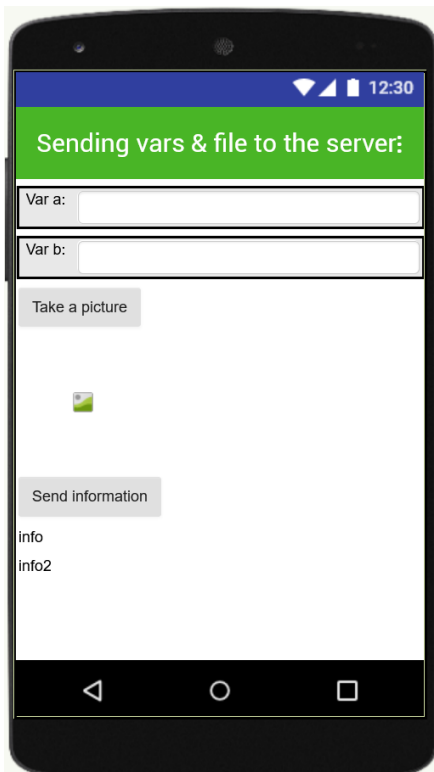 12:30
Sending vars & file to the server
Var a:
Var b:
Take a picture
Send information
info
info2